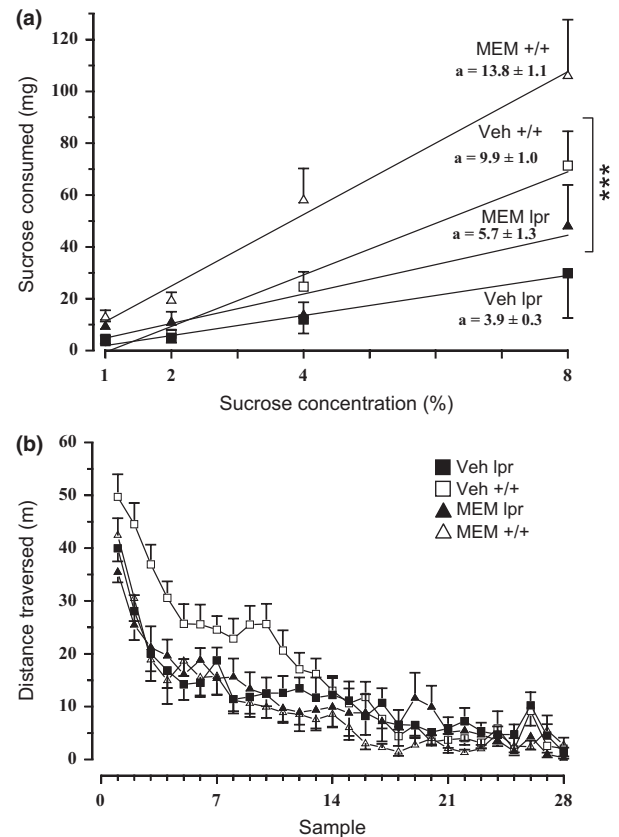 (a)
120
100
80
60
40
20
0
Sucrose consumed (mg)
MEM +/+
a = 13.8 ± 1.1
Veh +/+
a = 9.9 ± 1.0
MEM lpr
a = 5.7 ± 1.3
Veh lpr
a = 3.9 ± 0.3
***
1 2 4 8
Sucrose concentration (%)
(b)
60
50
40
30
20
10
0
Distance traversed (m)
Veh lpr
Veh +/+
MEM lpr
MEM +/+
0 7 14 21 28
Sample